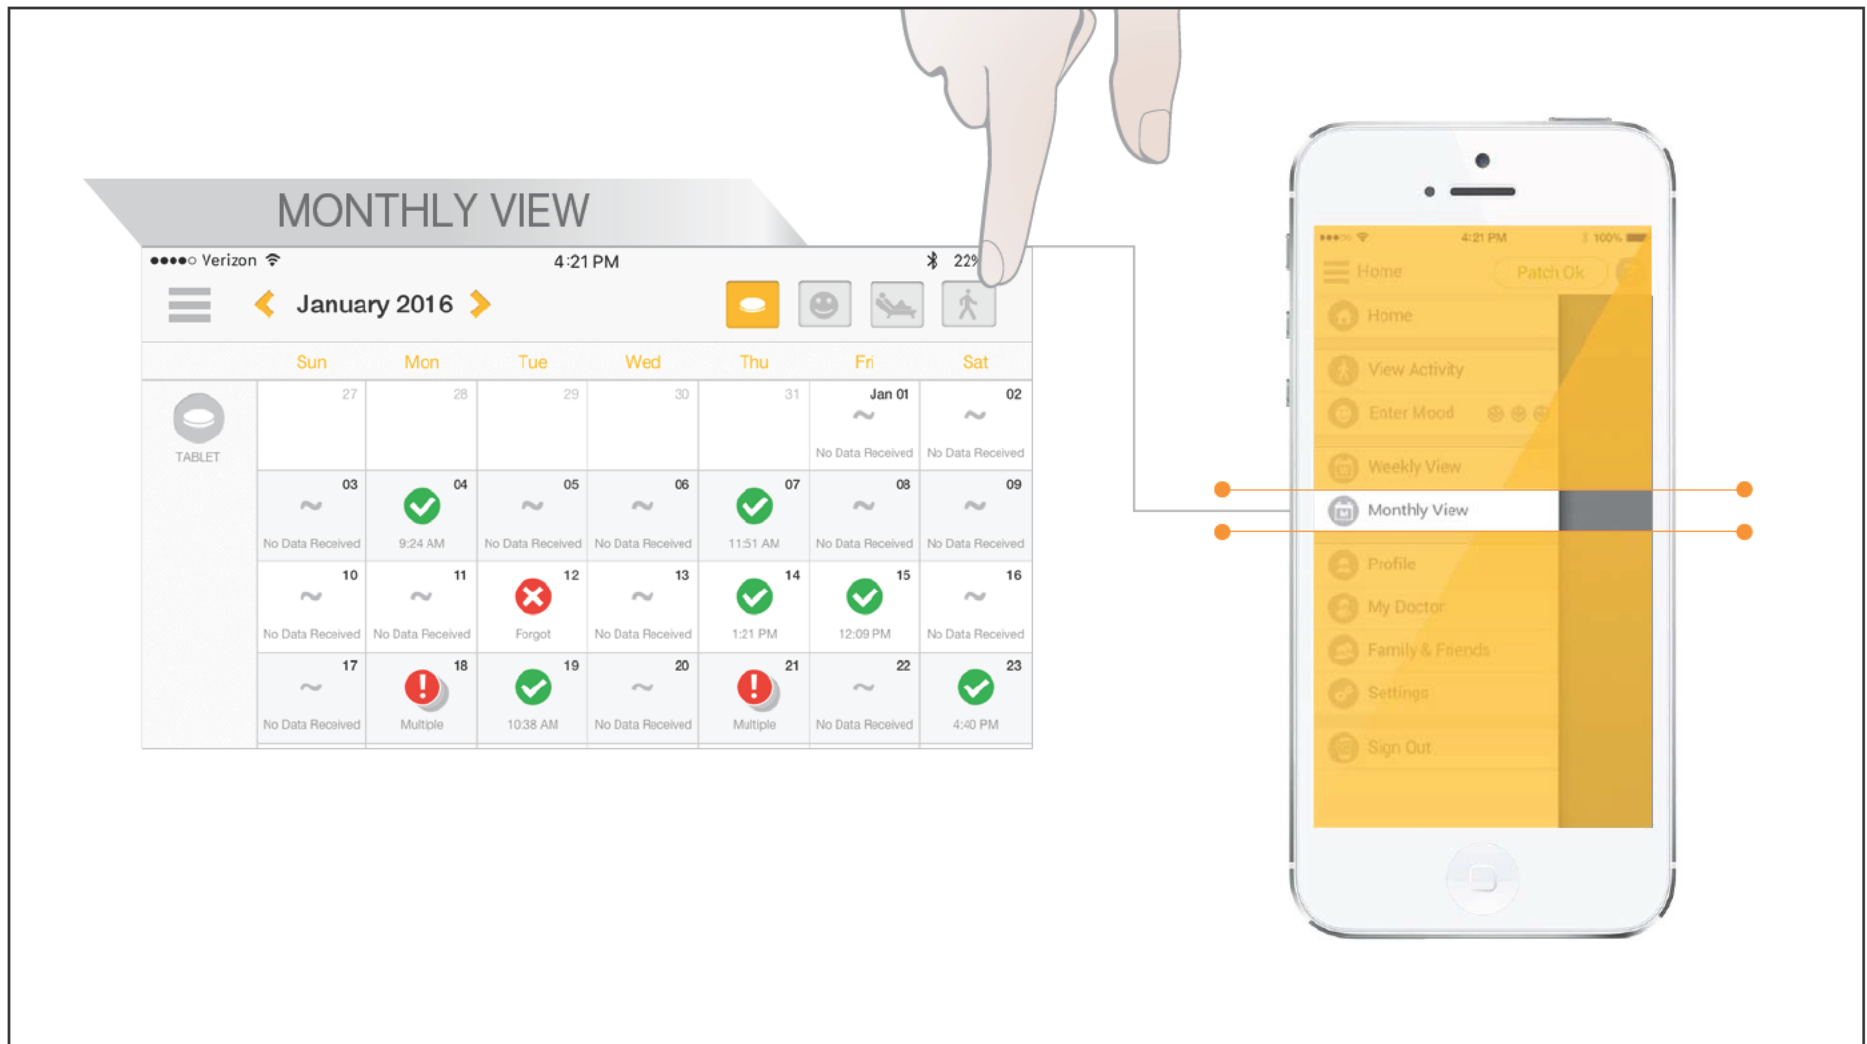 MONTHLY VIEW
Verizon 4:21 PM 22%
January 2016
Sun Mon Tue Wed Thu Fri Sat
27 28 29 30 31 Jan 01 02
TABLET
No Data Received No Data Received
03 04 05 06 07 08 09
No Data Received 9:24 AM No Data Received No Data Received 11:51 AM No Data Received No Data Received
10 11 12 13 14 15 16
No Data Received No Data Received Forgot No Data Received 1:21 PM 12:09 PM No Data Received
17 18 19 20 21 22 23
No Data Received Multiple 10:38 AM No Data Received Multiple No Data Received 4:40 PM
4:21 PM 100%
Home Patch Ok
Home
View Activity
Enter Mood
Weekly View
M Monthly View
Profile
My Doctor
Family & Friends
Settings
Sign Out